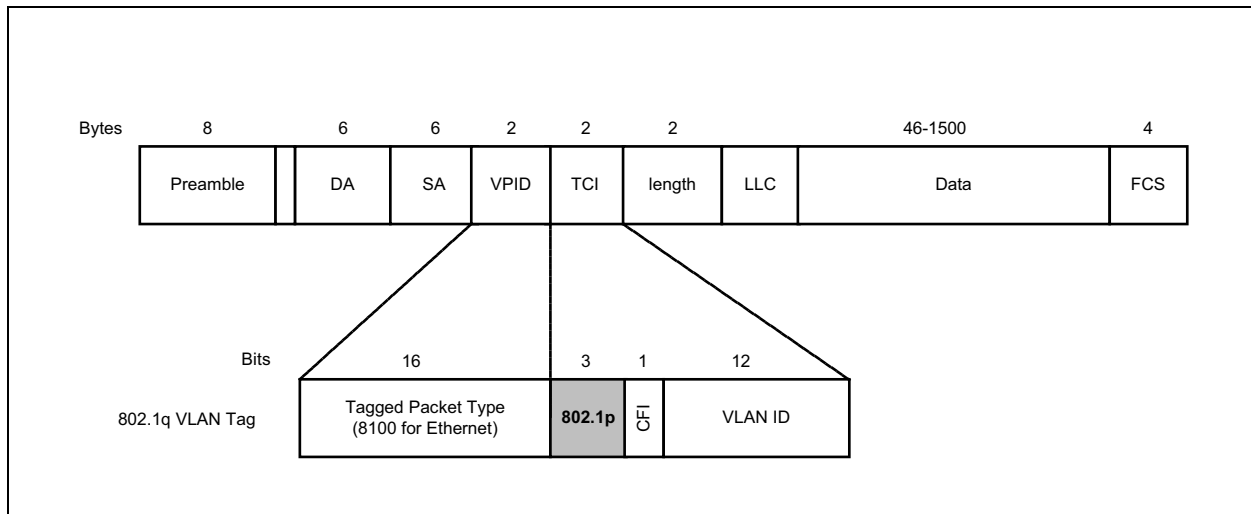 Bytes 8 6 6 2 2 2 46-1500 4
Preamble DA SA VPID TCI length LLC Data FCS
Bits 16 3 1 12
802.1q VLAN Tag
Tagged Packet Type
(8100 for Ethernet)
802.1p
CFI
VLAN ID